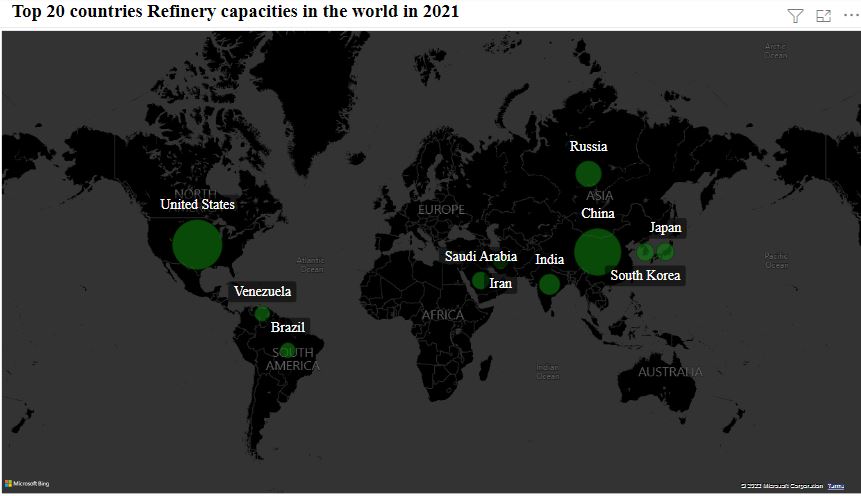 Top 20 countries Refinery capacities in the world in 2021
Arctic
Ocean
Russia
NORTH
ASIA
United States
EUROPE
China
Japan
Atlantic
Ocean
Saudi Arabia
India
Pacific
Ocean
South Korea
Iran
Venezuela
AFRICA
Brazil
SOUTH
AMERICA
Indian
Ocean
AUSTRALIA
Microsoft Bing
© 2022 Microsoft Corporation Terms